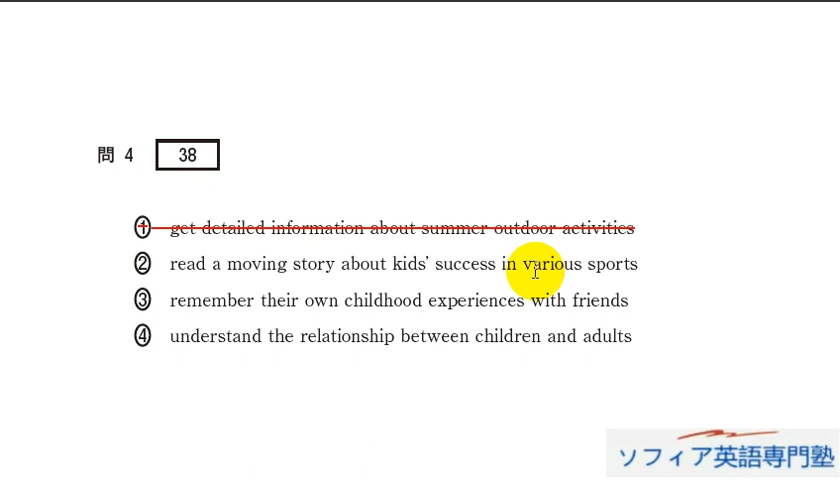 問 4 38
① get detailed information about summer outdoor activities
② read a moving story about kids' success in various sports
③ remember their own childhood experiences with friends
④ understand the relationship between children and adults
ソフィア英語専門塾